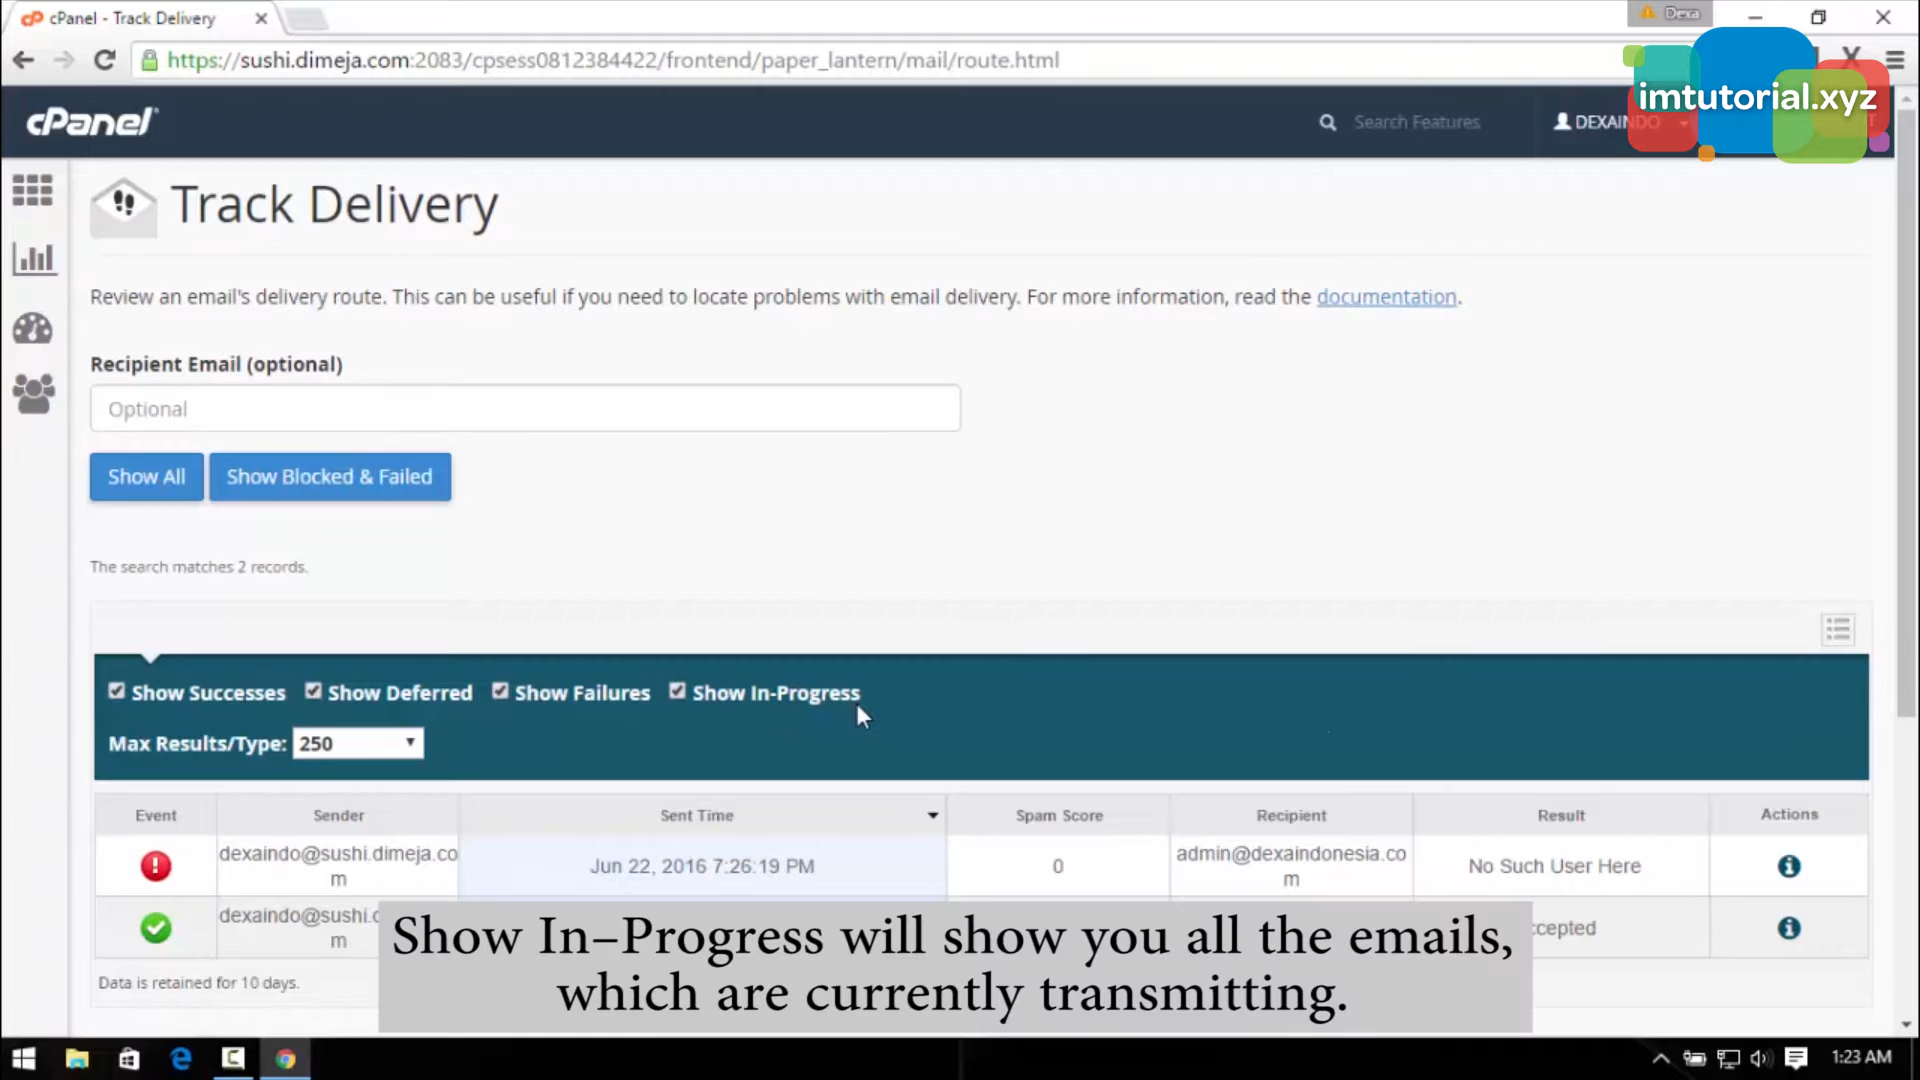 cPanel - Track Delivery
Dexa
https://sushi.dimeja.com:2083/cpsess0812384422/frontend/paper_lantern/mail/route.html
imtutorial.xyz
cPanel
Search Features
DEXAINDO
Track Delivery
Review an email's delivery route. This can be useful if you need to locate problems with email delivery. For more information, read the documentation.
Recipient Email (optional)
Optional
Show All
Show Blocked & Failed
The search matches 2 records.
Show Successes Show Deferred Show Failures Show In-Progress
Max Results/Type: 250
Event Sender Sent Time Spam Score Recipient Result Actions
dexaindo@sushi.dimeja.co
m
Jun 22, 2016 7:26:19 PM
0
admin@dexaindonesia.co
m
No Such User Here
dexaindo@sushi.
m
Data is retained for 10 days.
Show In-Progress will show you all the emails,
which are currently transmitting.
1:23 AM